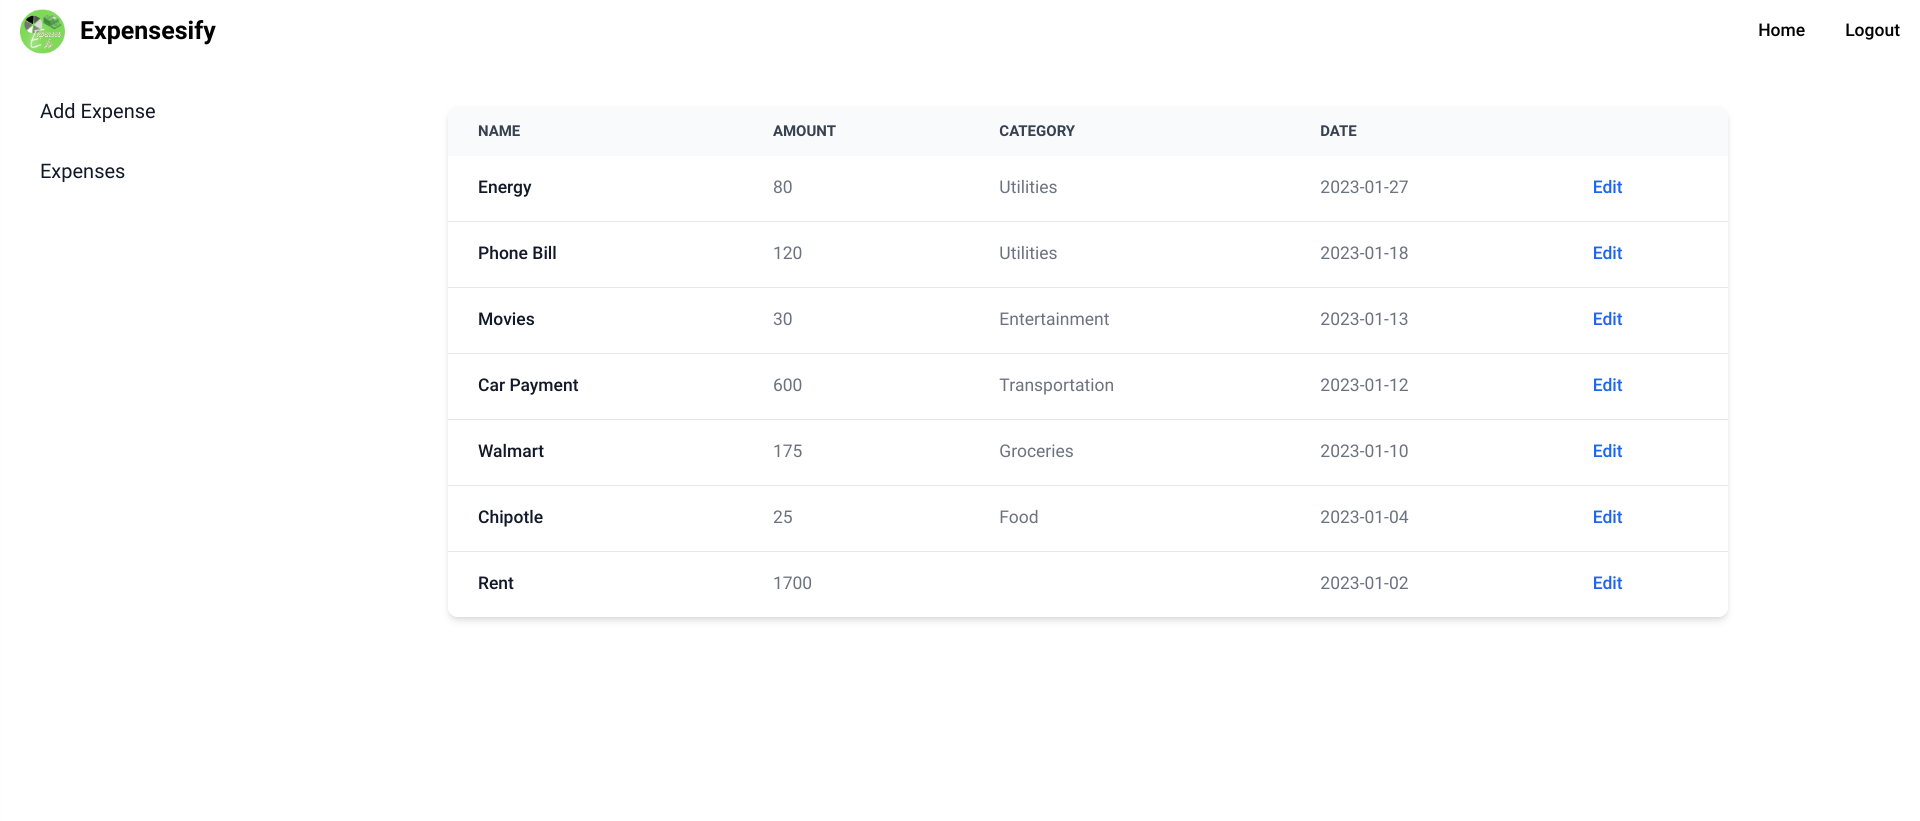 Expensesify
Home
Logout
Add Expense
Expenses
NAME AMOUNT CATEGORY DATE
Energy 80 Utilities 2023-01-27 Edit
Phone Bill 120 Utilities 2023-01-18 Edit
Movies 30 Entertainment 2023-01-13 Edit
Car Payment 600 Transportation 2023-01-12 Edit
Walmart 175 Groceries 2023-01-10 Edit
Chipotle 25 Food 2023-01-04 Edit
Rent 1700 2023-01-02 Edit